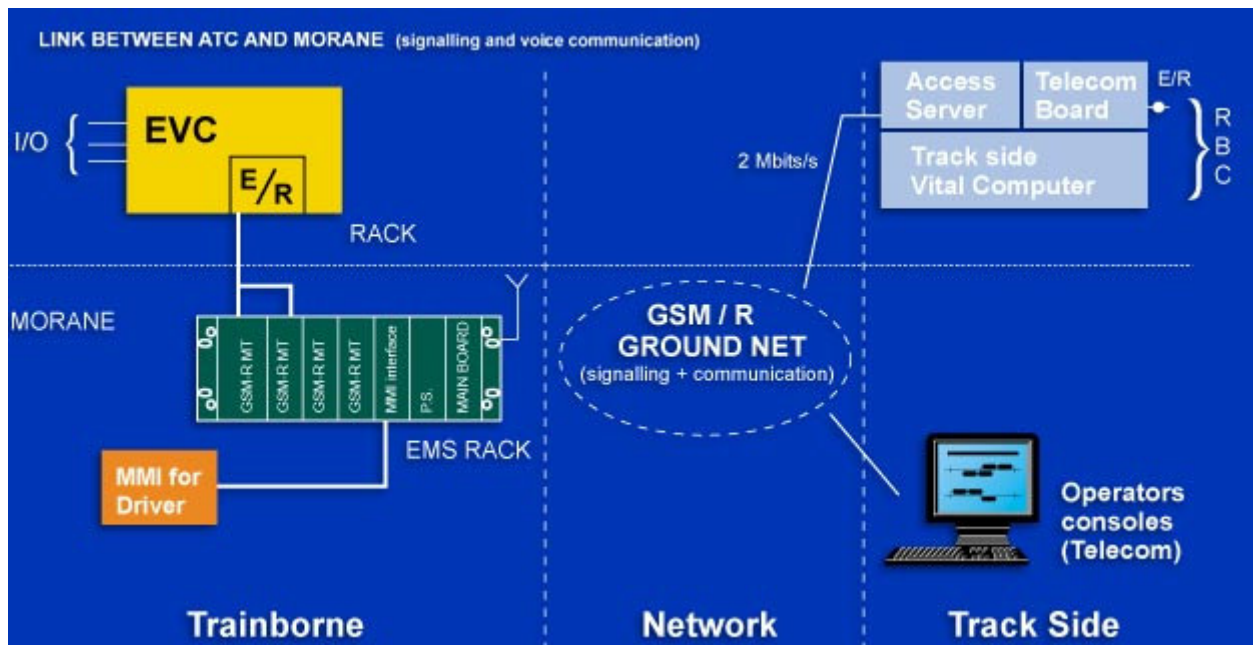 LINK BETWEEN ATC AND MORANE (signalling and voice communication)
I/O
EVC
E/R
RACK
2 Mbits/s
Access
Server
Telecom
Board
E/R
Track side
Vital Computer
R
B
C
MORANE
GSM-R MT
GSM-R MT
GSM-R MT
GSM-R MT
MMI interface
P.S.
MAIN BOARD
EMS RACK
MMI for
Driver
GSM / R
GROUND NET
(signalling + communication)
Operators
consoles
(Telecom)
Trainborne
Network
Track Side